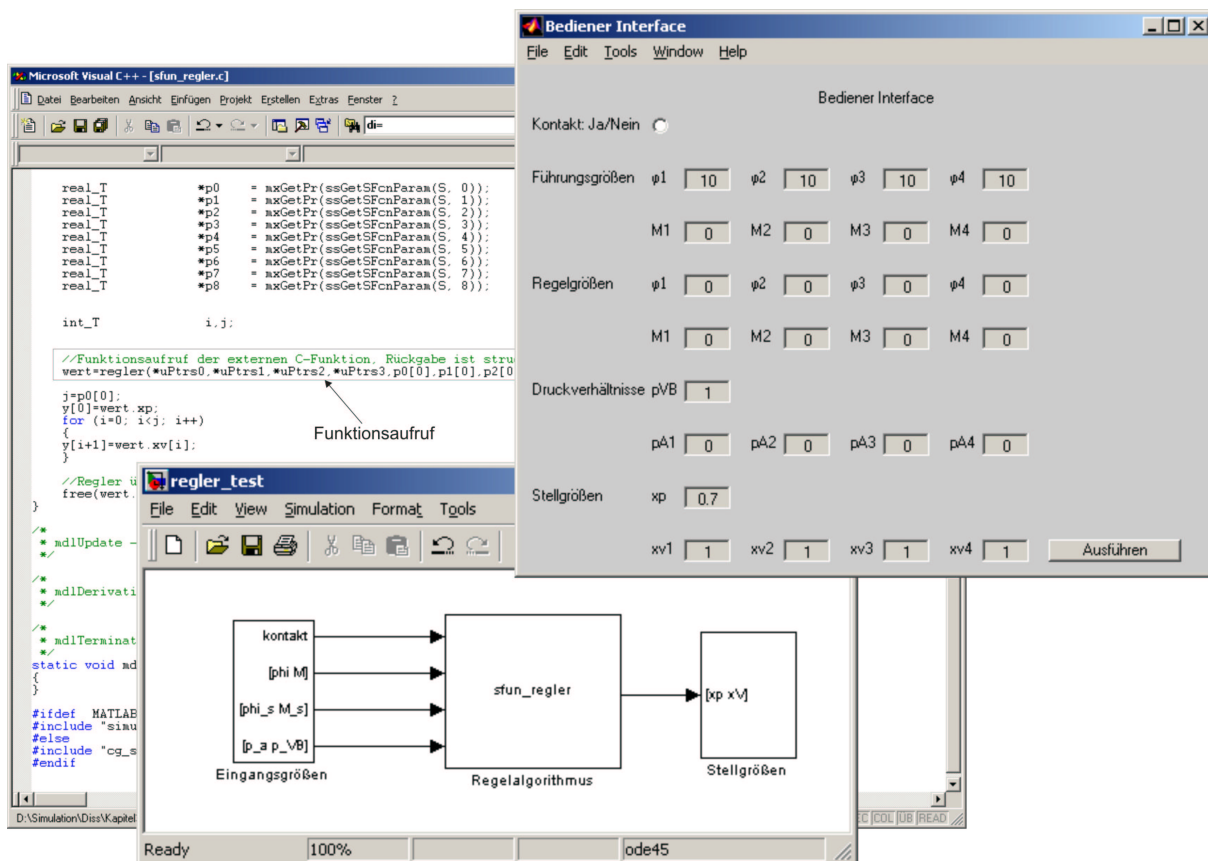 Bediener Interface
File Edit Tools Window Help
Bediener Interface
Kontakt: Ja/Nein
Führungsgrößen φ1 10 φ2 10 φ3 10 φ4 10
M1 0 M2 0 M3 0 M4 0
Regelgrößen φ1 0 φ2 0 φ3 0 φ4 0
M1 0 M2 0 M3 0 M4 0
Druckverhältnisse pVB 1
pA1 0 pA2 0 pA3 0 pA4 0
Stellgrößen xp 0.7
xv1 1 xv2 1 xv3 1 xv4 1 Ausführen
Microsoft Visual C++ - [sfun_regler.c]
Datei Bearbeiten Ansicht Einfügen Projekt Erstellen Extras Fenster ?
di=
real_T *p0 = mxGetPr(ssGetSFcnParam(S, 0));
real_T *p1 = mxGetPr(ssGetSFcnParam(S, 1));
real_T *p2 = mxGetPr(ssGetSFcnParam(S, 2));
real_T *p3 = mxGetPr(ssGetSFcnParam(S, 3));
real_T *p4 = mxGetPr(ssGetSFcnParam(S, 4));
real_T *p5 = mxGetPr(ssGetSFcnParam(S, 5));
real_T *p6 = mxGetPr(ssGetSFcnParam(S, 6));
real_T *p7 = mxGetPr(ssGetSFcnParam(S, 7));
real_T *p8 = mxGetPr(ssGetSFcnParam(S, 8));
int_T i,j;
//Funktionsaufruf der externen C-Funktion, Rückgabe ist stru
wert=regler(*uPtrs0,*uPtrs1,*uPtrs2,*uPtrs3,p0[0],p1[0],p2[0
j=p0[0];
y[0]=wert.xp;
for (i=0; i<j; i++)
{
y[i+1]=wert.xv[i];
}
Funktionsaufruf
//Regler ü
free(wert.
}
/*
* mdlUpdate -
*/
/*
* mdlDerivati
*/
/*
* mdlTerminat
*/
static void md
{
}
#ifdef MATLAB
#include "simu
#else
#include "cg_s
#endif
D:\Simulation\Diss\Kapitel
EC COL ÜB READ
regler_test
File Edit View Simulation Format Tools
kontakt
[phi M]
[phi_s M_s]
[p_a p_VB]
Eingangsgrößen
sfun_regler
Regelalgorithmus
[xp xV]
Stellgrößen
Ready 100% ode45